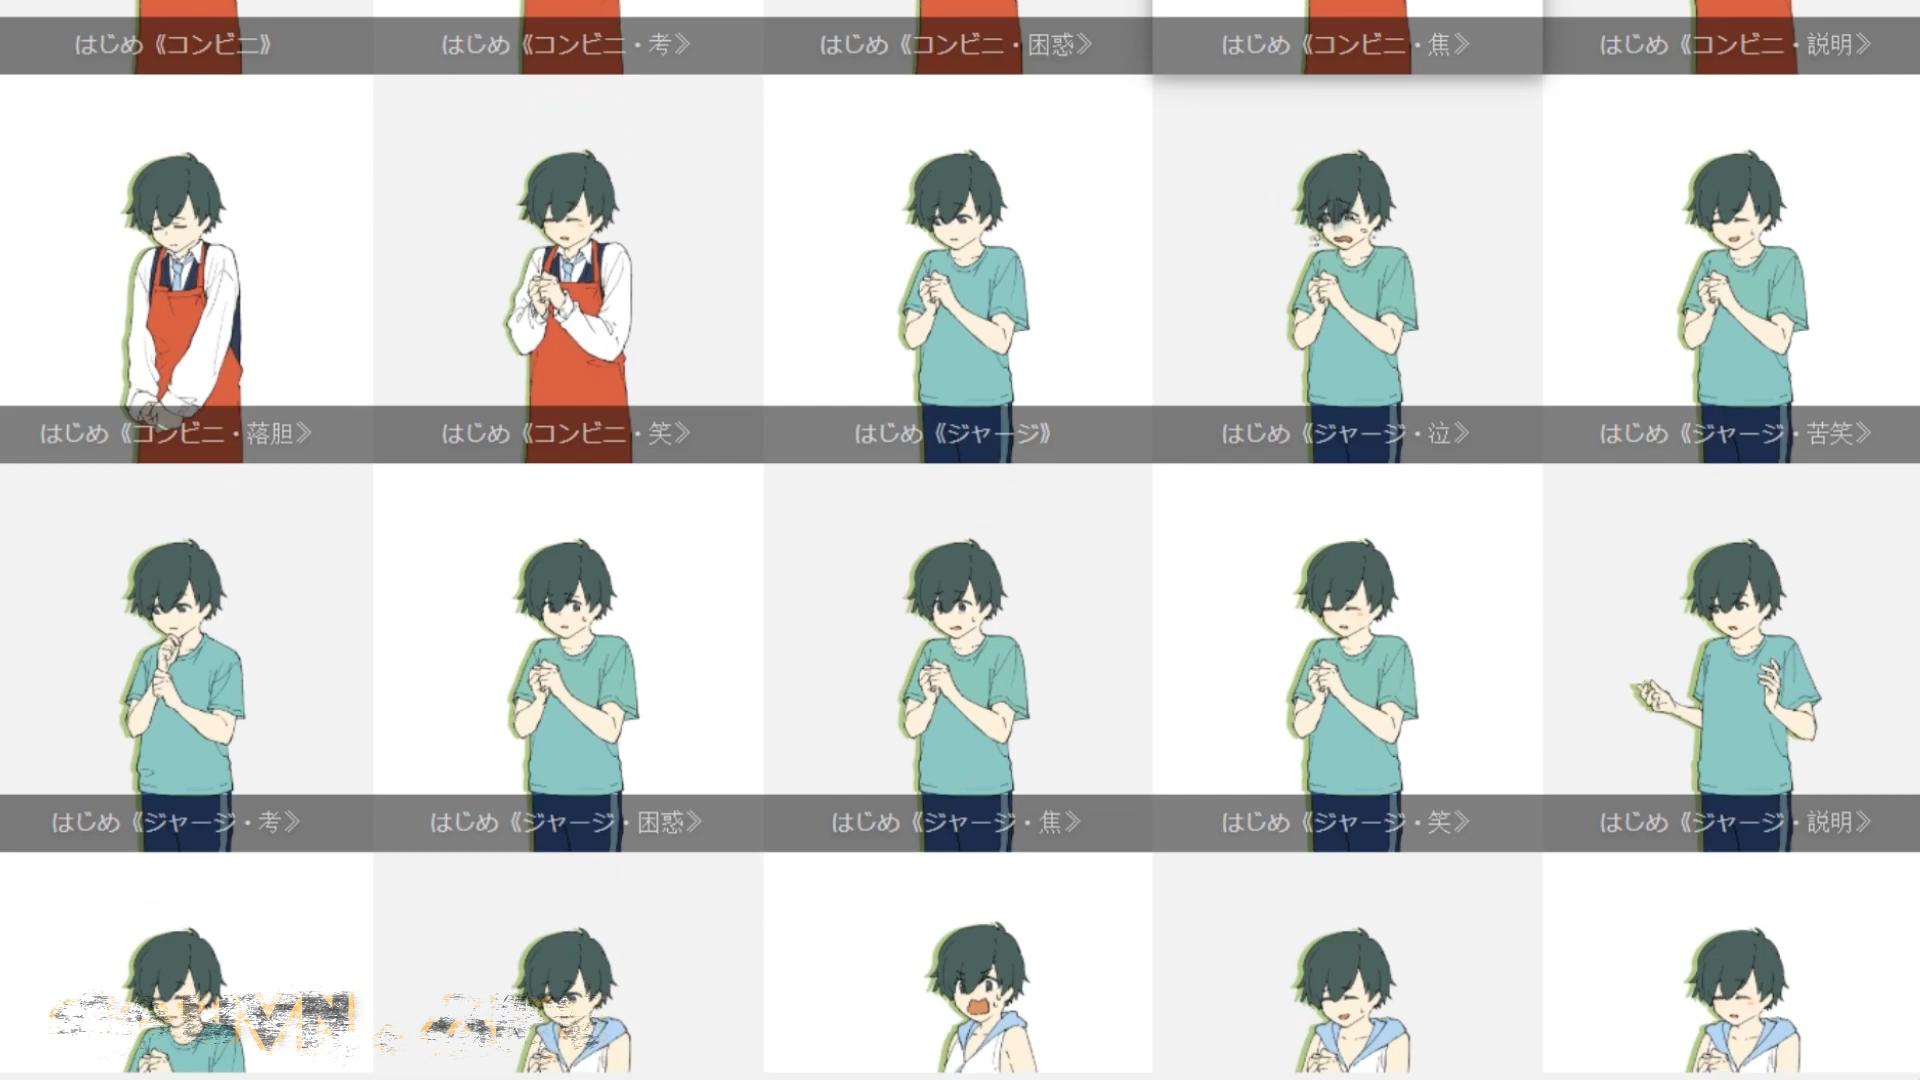 はじめ《コンビニ》
はじめ《コンビニ・考》
はじめ《コンビニ・困惑》
はじめ《コンビニ・焦》
はじめ《コンビニ・説明》
はじめ《コンビニ・落胆》
はじめ《コンビニ・笑》
はじめ《ジャージ》
はじめ《ジャージ・泣》
はじめ《ジャージ・苦笑》
はじめ《ジャージ・考》
はじめ《ジャージ・困惑》
はじめ《ジャージ・焦》
はじめ《ジャージ・笑》
はじめ《ジャージ・説明》